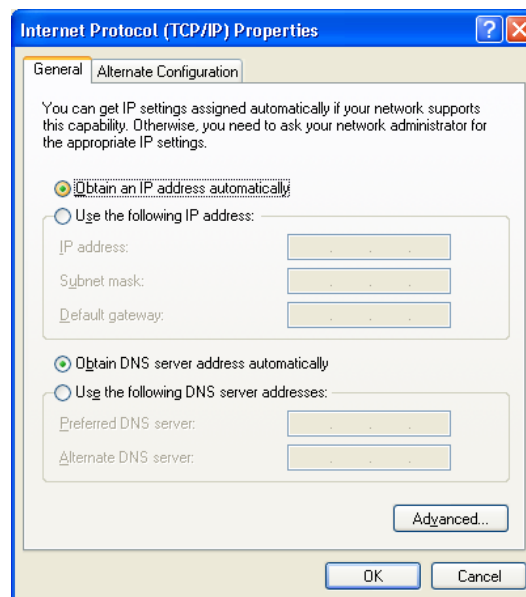 Internet Protocol (TCP/IP) Properties
General
Alternate Configuration
You can get IP settings assigned automatically if your network supports
this capability. Otherwise, you need to ask your network administrator for
the appropriate IP settings.
Obtain an IP address automatically
Use the following IP address:
IP address:
Subnet mask:
Default gateway:
Obtain DNS server address automatically
Use the following DNS server addresses:
Preferred DNS server:
Alternate DNS server:
Advanced...
OK
Cancel